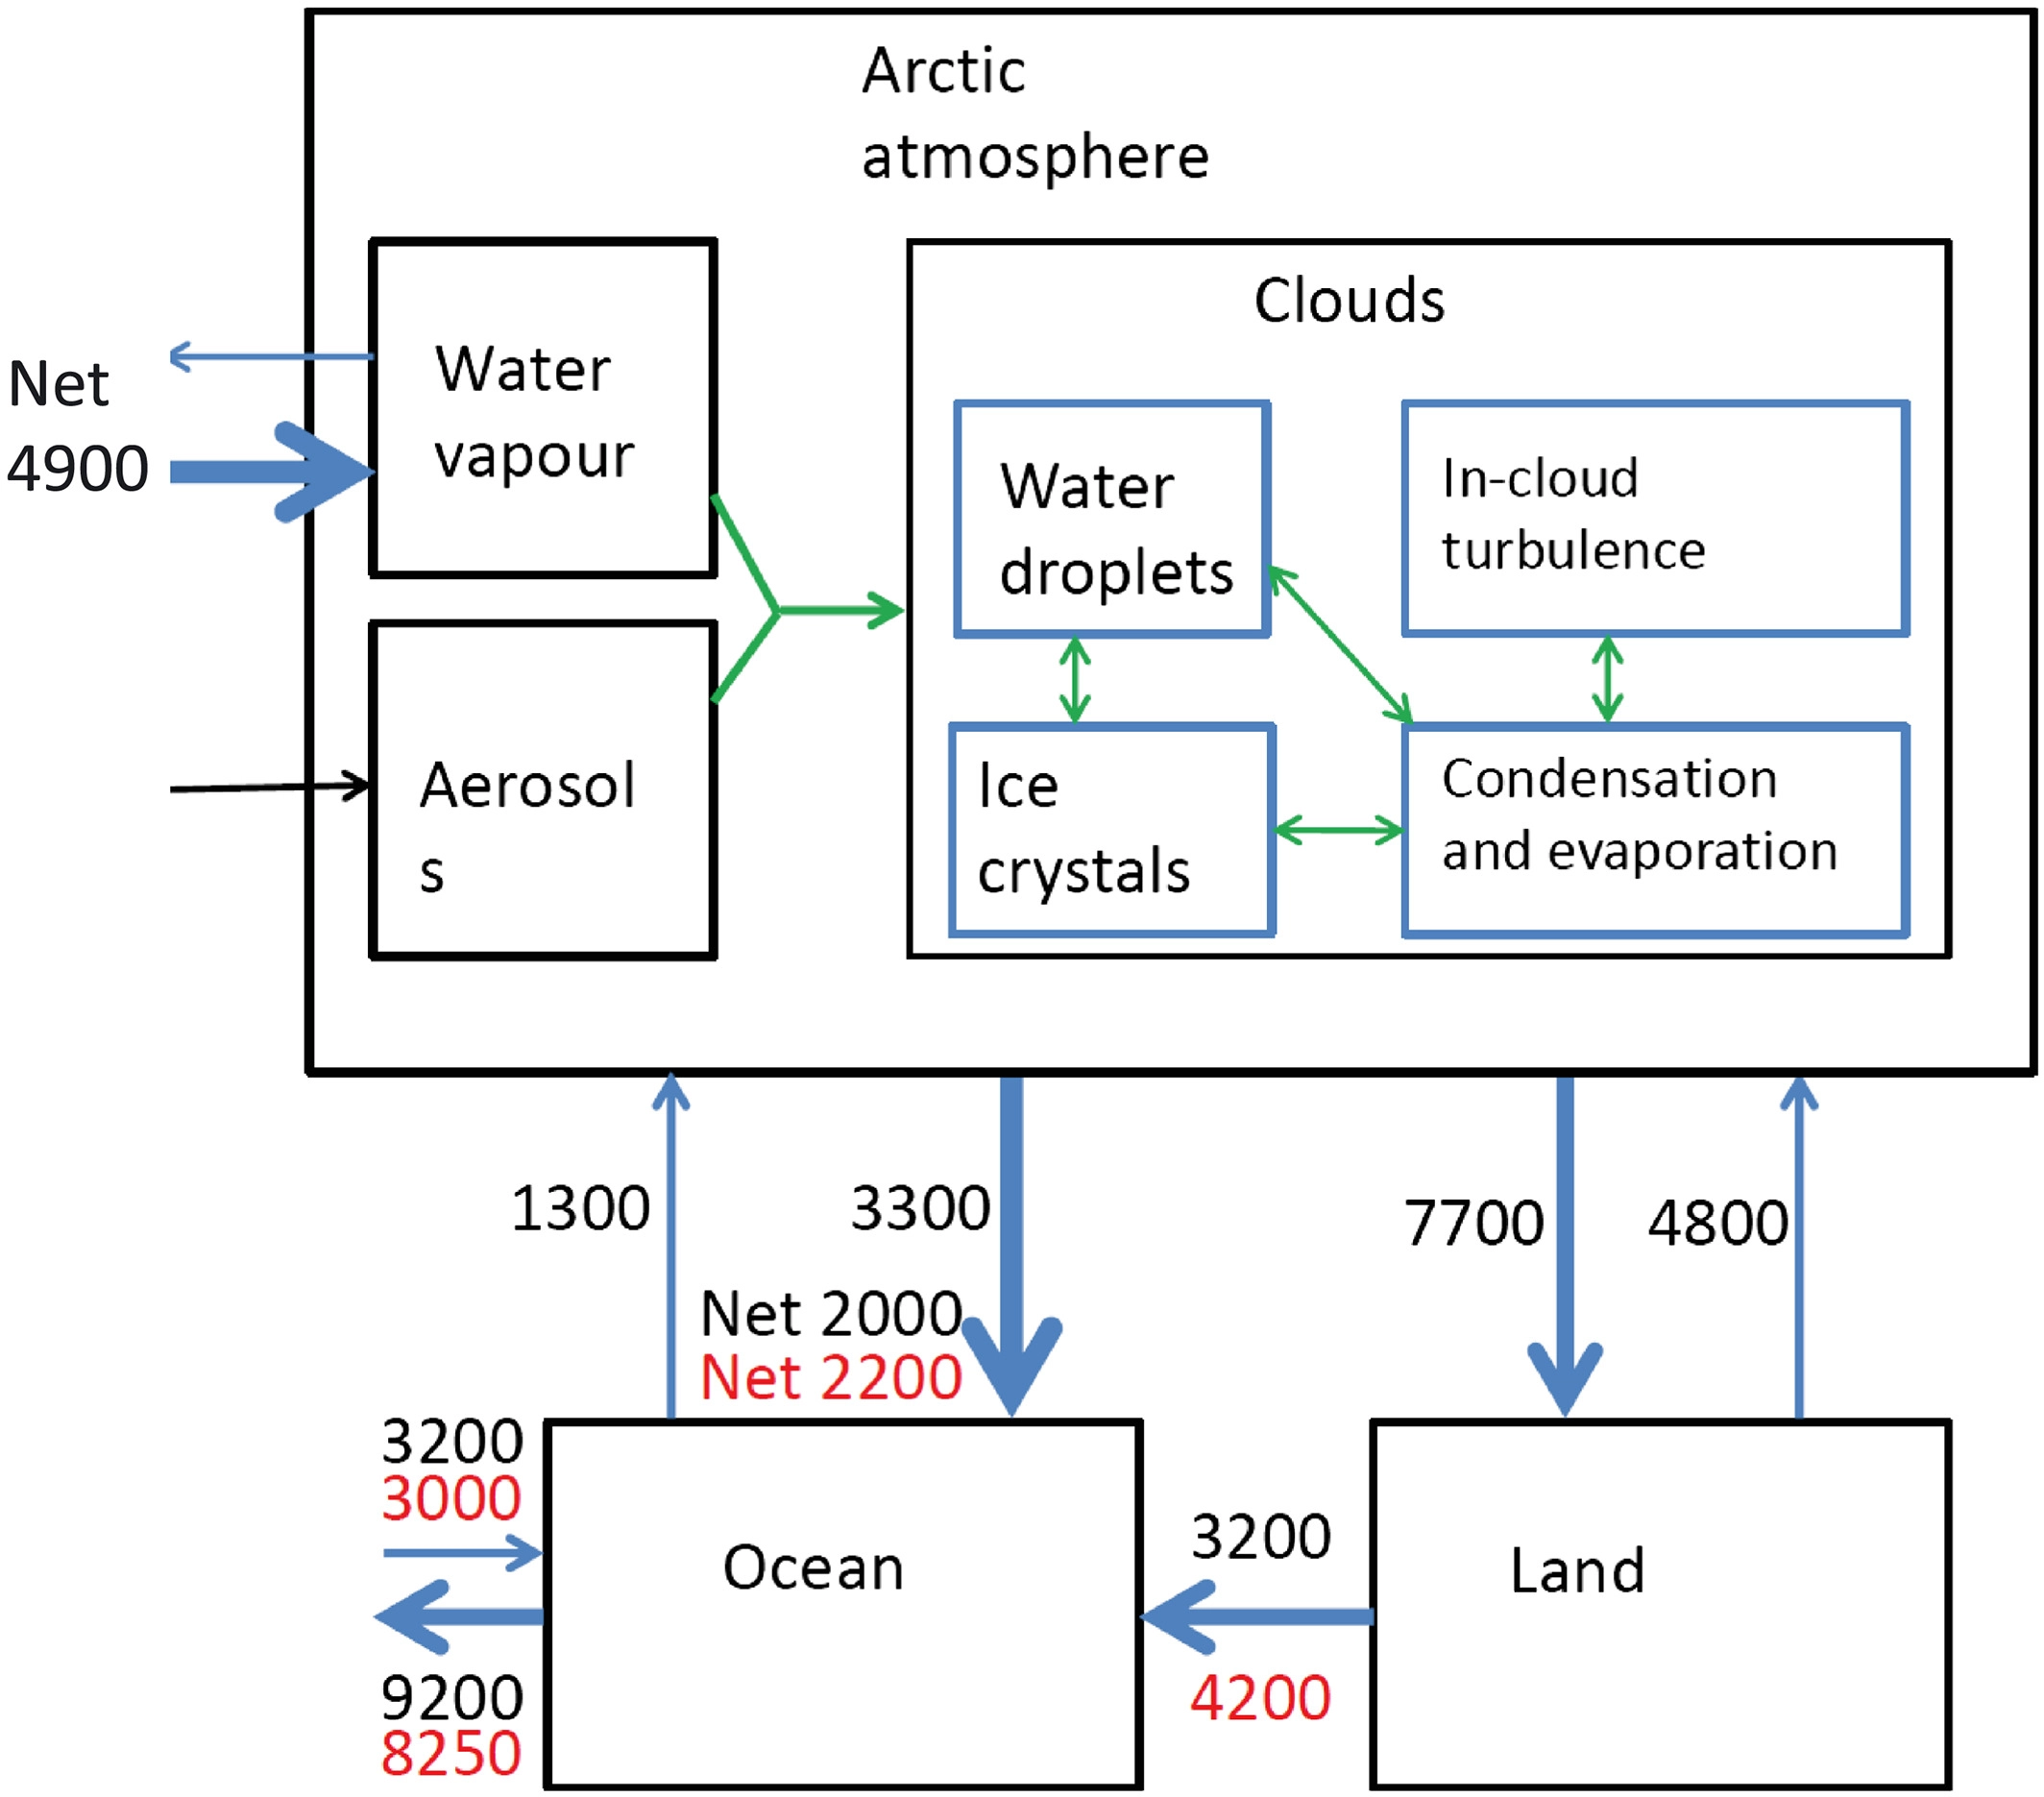 Arctic
atmosphere
Clouds
Water
vapour
Net
4900
Water
droplets
In-cloud
turbulence
Aerosol
s
Ice
crystals
Condensation
and evaporation
1300
3300
7700
4800
Net 2000
Net 2200
3200
3000
Ocean
3200
Land
9200
8250
4200